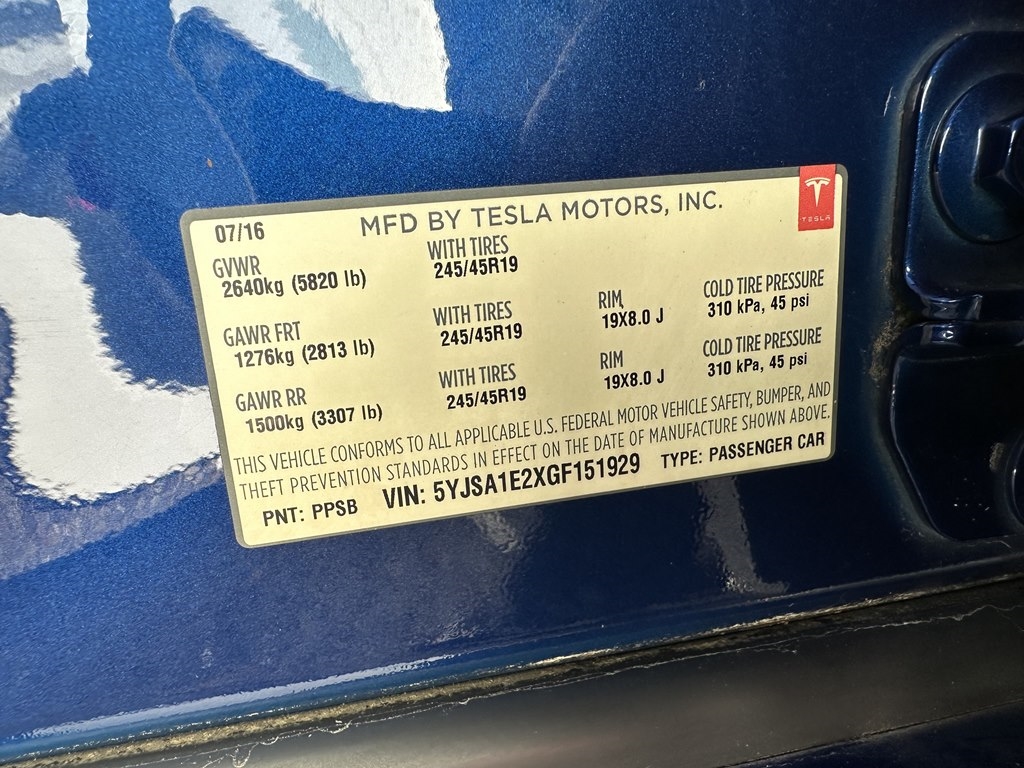 07/16 MFD BY TESLA MOTORS, INC.
TESLA
GVWR WITH TIRES
2640kg (5820 lb) 245/45R19
GAWR FRT WITH TIRES RIM COLD TIRE PRESSURE
1276kg (2813 lb) 245/45R19 19X8.0 J 310 kPa, 45 psi
GAWR RR WITH TIRES RIM COLD TIRE PRESSURE
1500kg (3307 lb) 245/45R19 19X8.0 J 310 kPa, 45 psi
THIS VEHICLE CONFORMS TO ALL APPLICABLE U.S. FEDERAL MOTOR VEHICLE SAFETY, BUMPER, AND
THEFT PREVENTION STANDARDS IN EFFECT ON THE DATE OF MANUFACTURE SHOWN ABOVE.
PNT: PPSB VIN: 5YJSA1E2XGF151929 TYPE: PASSENGER CAR